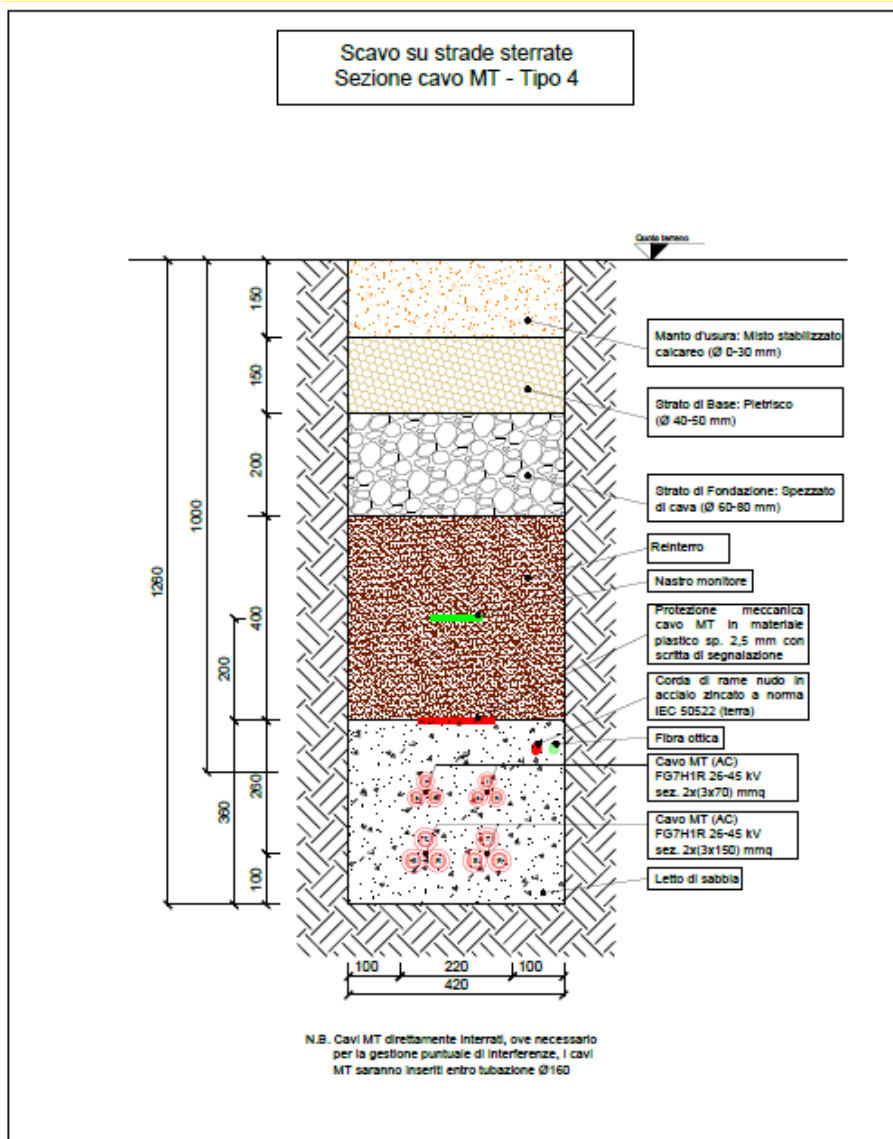 Scavo su strade sterrate
Sezione cavo MT - Tipo 4
Quota terreno
150
150
200
400
260
100
1000
200
360
1260
Manto d'usura: Misto stabilizzato
calcareo (Ø 0-30 mm)
Strato di Base: Pietrisco
(Ø 40-50 mm)
Strato di Fondazione: Spezzato
di cava (Ø 60-80 mm)
Reinterro
Nastro monitore
Protezione meccanica
cavo MT in materiale
plastico sp. 2,5 mm con
scritta di segnalazione
Corda di rame nudo in
acciaio zincato a norma
IEC 50522 (terra)
Fibra ottica
Cavo MT (AC)
FG7H1R 26-45 kV
sez. 2x(3x70) mmq
Cavo MT (AC)
FG7H1R 26-45 kV
sez. 2x(3x150) mmq
Letto di sabbia
100 220 100
420
N.B. Cavi MT direttamente interrati, ove necessario
per la gestione puntuale di interferenze, i cavi
MT saranno inseriti entro tubazione Ø160